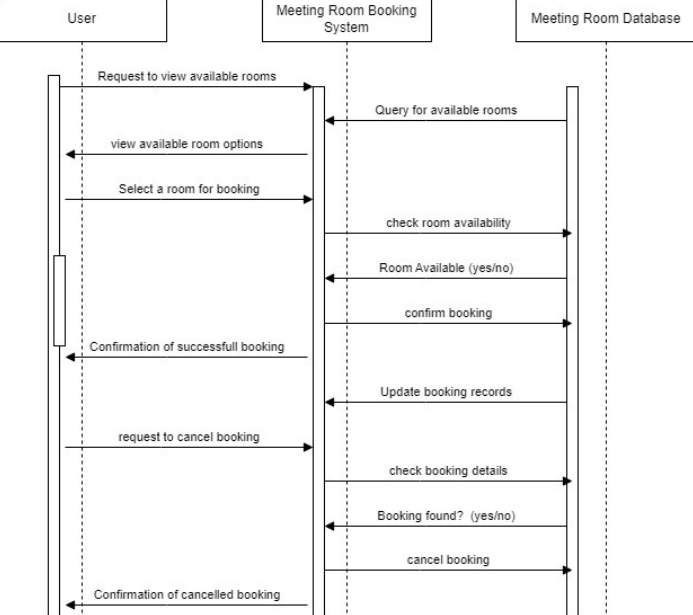 User
Meeting Room Booking
System
Meeting Room Database
Request to view available rooms
Query for available rooms
view available room options
Select a room for booking
check room availability
Room Available (yes/no)
confirm booking
Confirmation of successfull booking
Update booking records
request to cancel booking
check booking details
Booking found? (yes/no)
cancel booking
Confirmation of cancelled booking